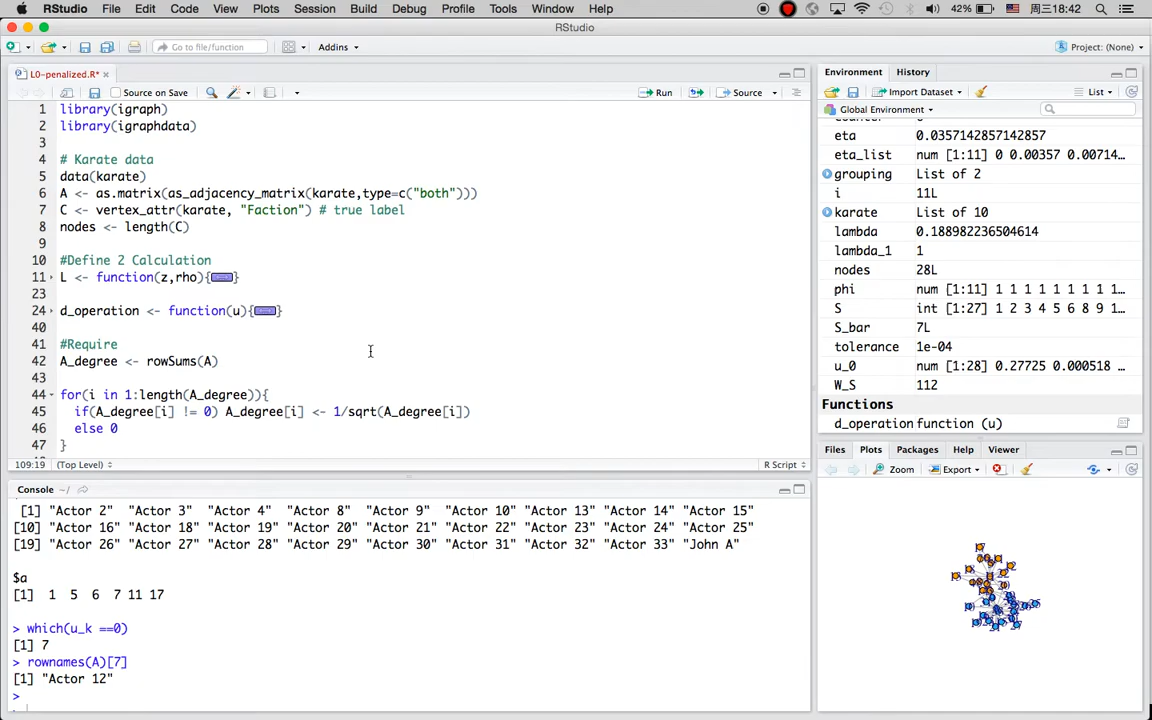 RStudio File Edit Code View Plots Session Build Debug Profile Tools Window Help 42% 周三18:42
RStudio
Go to file/function Addins Project: (None)
L0-penalized.R*
Source on Save Run Source
1 library(igraph)
2 library(igraphdata)
3
4 # Karate data
5 data(karate)
6 A <- as.matrix(as_adjacency_matrix(karate,type=c("both")))
7 C <- vertex_attr(karate, "Faction") # true label
8 nodes <- length(C)
9
10 #Define 2 Calculation
11 L <- function(z,rho){}
23
24 d_operation <- function(u){}
40
41 #Require
42 A_degree <- rowSums(A)
43
44 for(i in 1:length(A_degree)){
45 if(A_degree[i] != 0) A_degree[i] <- 1/sqrt(A_degree[i])
46 else 0
47 }
109:19 (Top Level) R Script
Console ~/
[1] "Actor 2" "Actor 3" "Actor 4" "Actor 8" "Actor 9" "Actor 10" "Actor 13" "Actor 14" "Actor 15"
[10] "Actor 16" "Actor 18" "Actor 19" "Actor 20" "Actor 21" "Actor 22" "Actor 23" "Actor 24" "Actor 25"
[19] "Actor 26" "Actor 27" "Actor 28" "Actor 29" "Actor 30" "Actor 31" "Actor 32" "Actor 33" "John A"
$a
[1] 1 5 6 7 11 17
> which(u_k ==0)
[1] 7
> rownames(A)[7]
[1] "Actor 12"
>
Environment History
Import Dataset List
Global Environment
eta 0.0357142857142857
eta_list num [1:11] 0 0.00357 0.00714…
grouping List of 2
i 11L
karate List of 10
lambda 0.188982236504614
lambda_1 1
nodes 28L
phi num [1:11] 1 1 1 1 1 1 1 1 1…
S int [1:27] 1 2 3 4 5 6 8 9 1…
S_bar 7L
tolerance 1e-04
u_0 num [1:28] 0.27725 0.000518 …
W_S 112
Functions
d_operation function (u)
Files Plots Packages Help Viewer
Zoom Export